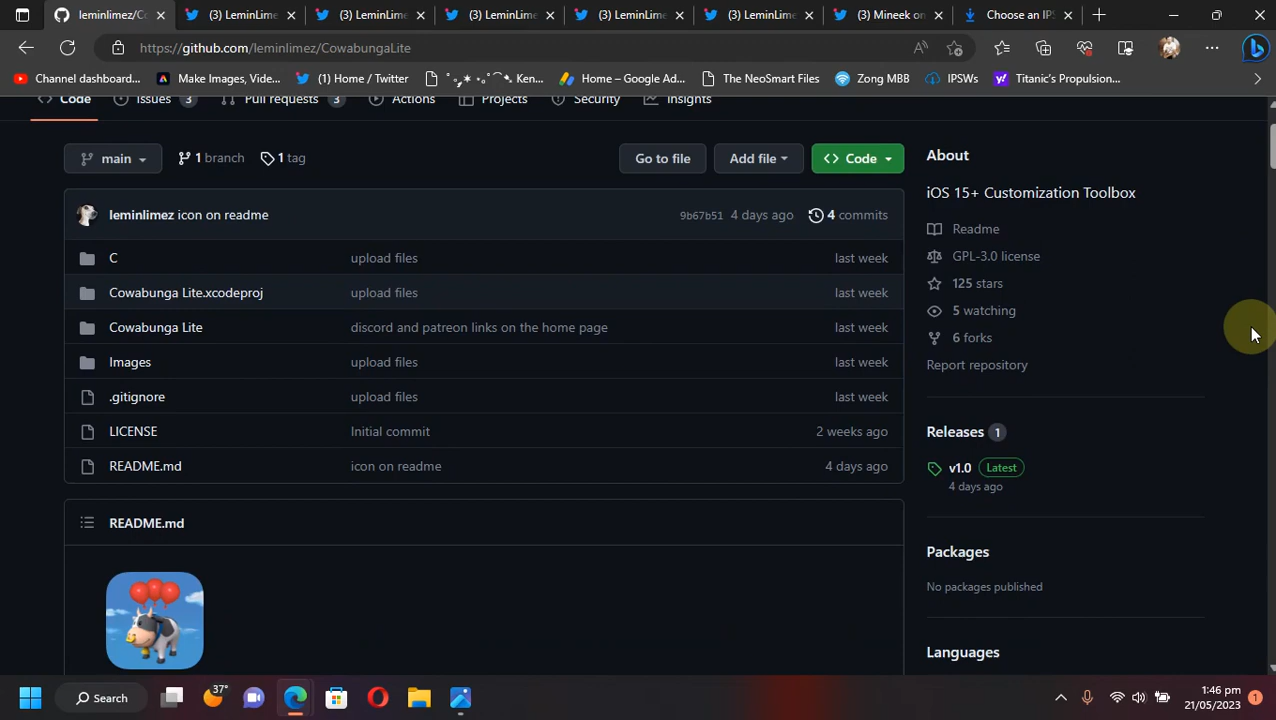 leminlimez/Co
(3) LeminLime
(3) LeminLim
(3) LeminLim
(3) LeminLim
(3) LeminLim
(3) Mineek on
Choose an IPS
https://github.com/leminlimez/CowabungaLite
Channel dashboard...
Make Images, Vide...
(1) Home / Twitter
°₊✶ .•°⤹ Ken...
Home – Google Ad...
The NeoSmart Files
Zong MBB
IPSWs
Titanic's Propulsion...
Code
Issues 3
Pull requests 3
Actions
Projects
Security
Insights
main
1 branch
1 tag
Go to file
Add file
<> Code
leminlimez icon on readme 9b67b51 4 days ago 4 commits
C upload files last week
Cowabunga Lite.xcodeproj upload files last week
Cowabunga Lite discord and patreon links on the home page last week
Images upload files last week
.gitignore upload files last week
LICENSE Initial commit 2 weeks ago
README.md icon on readme 4 days ago
README.md
About
iOS 15+ Customization Toolbox
Readme
GPL-3.0 license
125 stars
5 watching
6 forks
Report repository
Releases 1
v1.0 Latest
4 days ago
Packages
No packages published
Languages
37°
Search
1:46 pm
21/05/2023
1